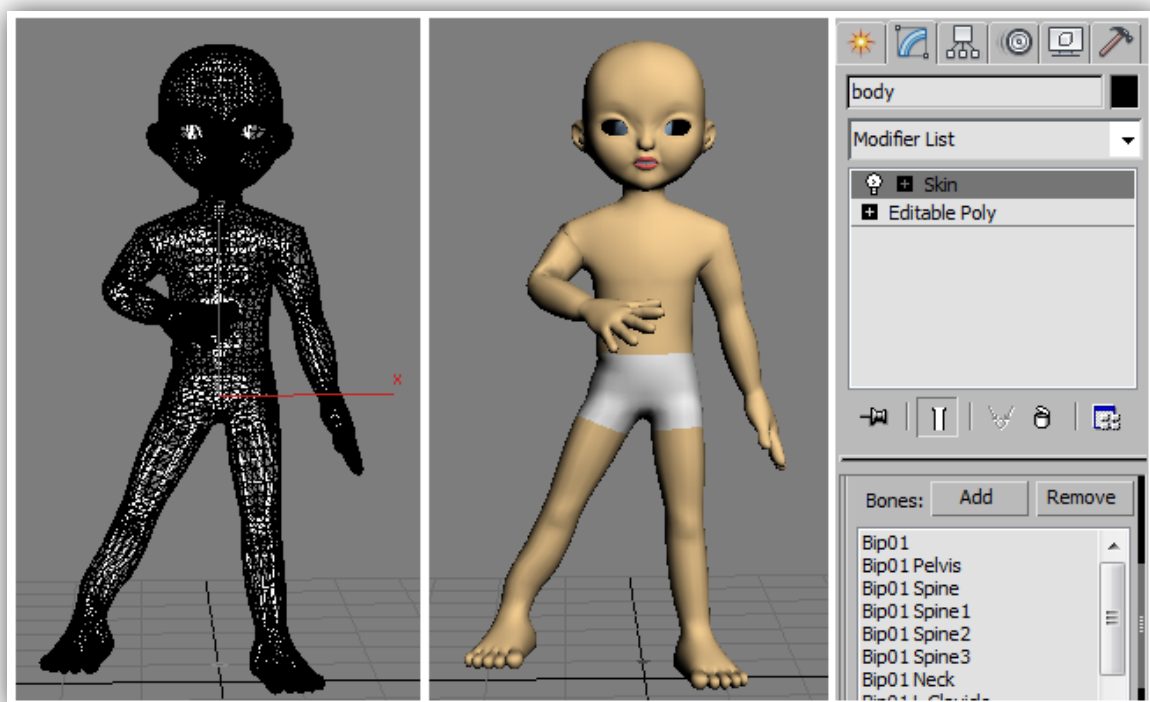 x
body
Modifier List
Skin
Editable Poly
Bones: Add Remove
Bip01
Bip01 Pelvis
Bip01 Spine
Bip01 Spine1
Bip01 Spine2
Bip01 Spine3
Bip01 Neck